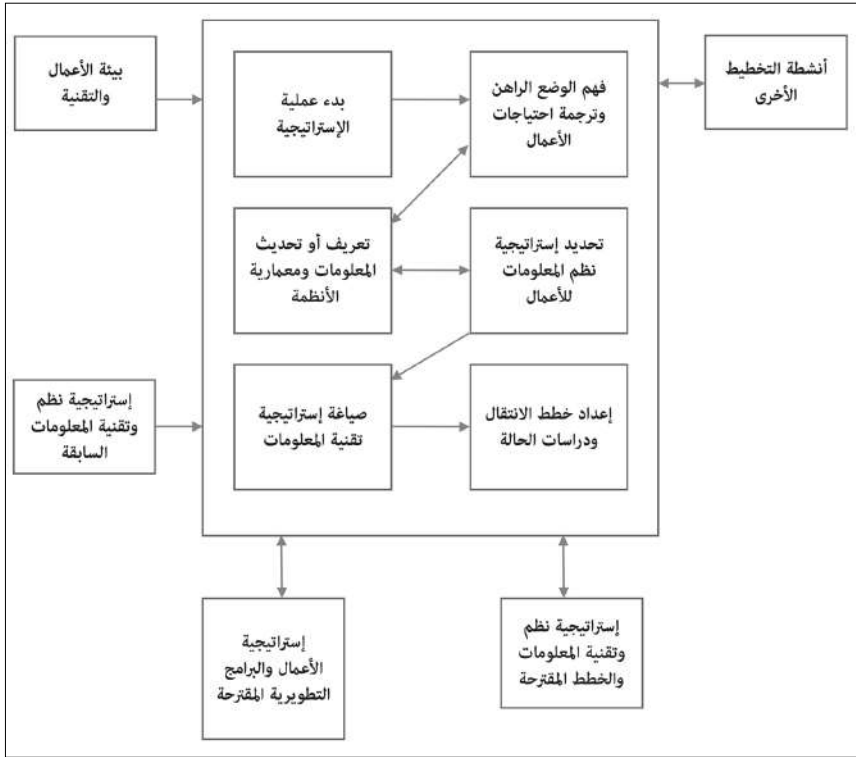 بيئة الأعمال
والتقنية
بدء عملية
الإستراتيجية
فهم الوضع الراهن
وترجمة احتياجات
الأعمال
أنشطة التخطيط
الأخرى
تعريف أو تحديث
المعلومات ومعمارية
الأنظمة
تحديد إستراتيجية
نظم المعلومات
للأعمال
إستراتيجية نظم
وتقنية المعلومات
السابقة
صياغة إستراتيجية
تقنية المعلومات
إعداد خطط الانتقال
ودراسات الحالة
إستراتيجية
الأعمال والبرامج
التطويرية المقترحة
إستراتيجية نظم
وتقنية المعلومات
والخطط المقترحة